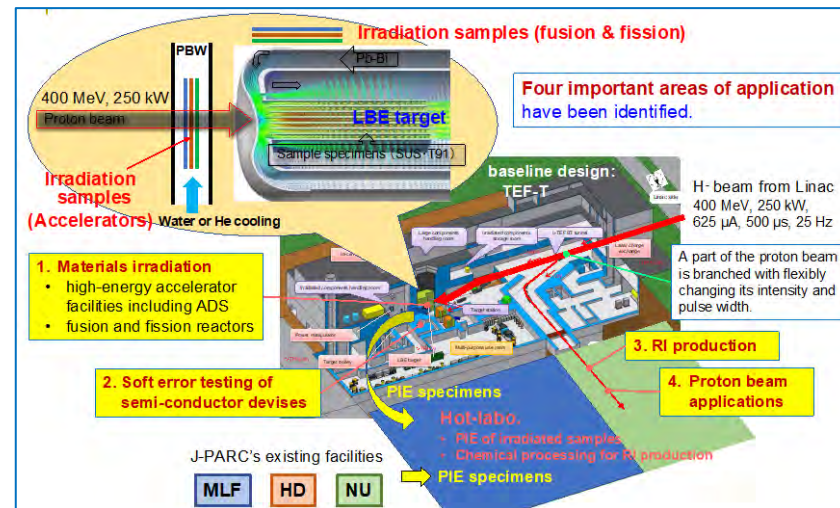 Irradiation samples (fusion & fission)
PBW
Pb-Bi
400 MeV, 250 kW
Proton beam
LBE target
Sample specimens (SUS・T91)
Irradiation
samples
(Accelerators)
Water or He cooling
Four important areas of application
have been identified.
baseline design:
TEF-T
H- beam from Linac
400 MeV, 250 kW,
625 µA, 500 µs, 25 Hz
A part of the proton beam
is branched with flexibly
changing its intensity and
pulse width.
1. Materials irradiation
• high-energy accelerator
facilities including ADS
• fusion and fission reactors
Target station
Target trolley
LBE target
2. Soft error testing of
semi-conductor devises
3. RI production
4. Proton beam
applications
PIE specimens
Hot-labo.
- PIE of irradiated samples
- Chemical processing for RI production
J-PARC's existing facilities
MLF
HD
NU
PIE specimens